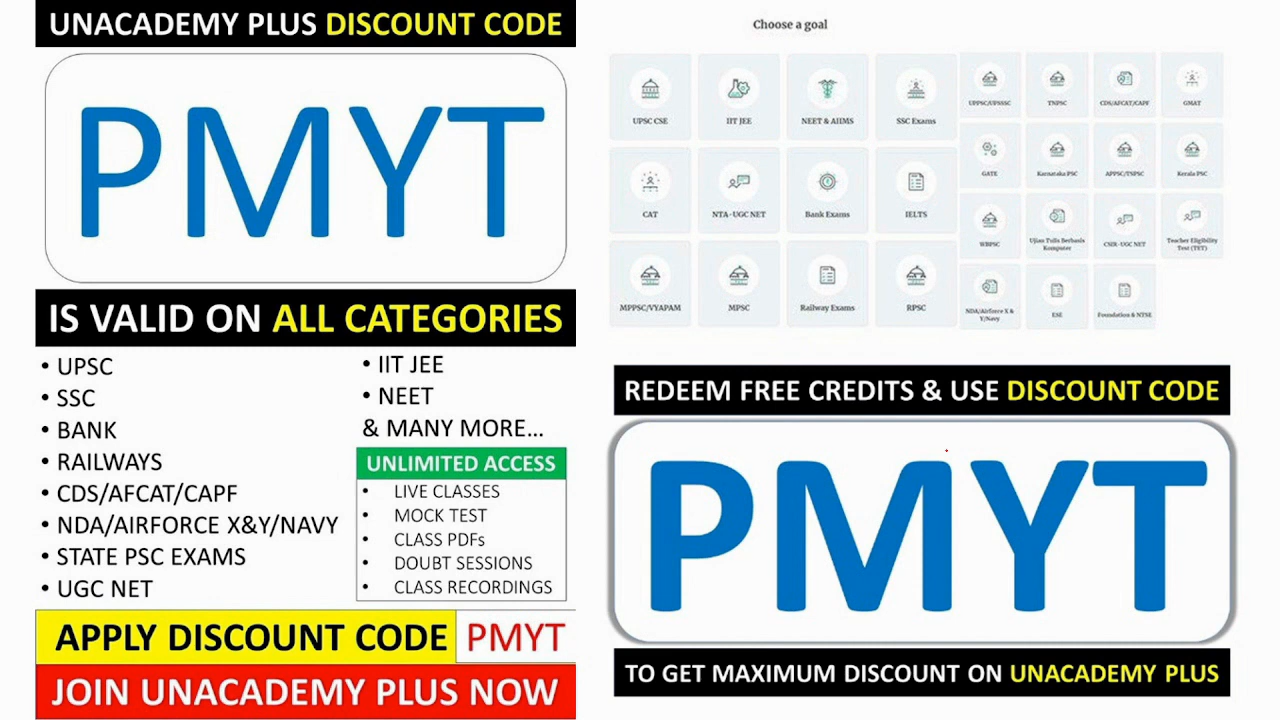 UNACADEMY PLUS DISCOUNT CODE
PMYT
IS VALID ON ALL CATEGORIES
• UPSC
• SSC
• BANK
• RAILWAYS
• CDS/AFCAT/CAPF
• NDA/AIRFORCE X&Y/NAVY
• STATE PSC EXAMS
• UGC NET
• IIT JEE
• NEET
& MANY MORE...
UNLIMITED ACCESS
• LIVE CLASSES
• MOCK TEST
• CLASS PDFs
• DOUBT SESSIONS
• CLASS RECORDINGS
APPLY DISCOUNT CODE PMYT
JOIN UNACADEMY PLUS NOW
Choose a goal
UPSC CSE
IIT JEE
NEET & AIIMS
SSC Exams
CAT
NTA-UGC NET
Bank Exams
IELTS
MPPSC/VYAPAM
MPSC
Railway Exams
RPSC
UPPSC/UPSSSC
TNPSC
CDS/AFCAT/CAPF
GMAT
GATE
Karnataka PSC
APPSC/TSPSC
Kerala PSC
WBPSC
Ujian Tulis Berbasis
Komputer
CSIR-UGC NET
Teacher Eligibility
Test (TET)
NDA/Airforce X &
Y/Navy
ESE
Foundation & NTSE
REDEEM FREE CREDITS & USE DISCOUNT CODE
PMYT
TO GET MAXIMUM DISCOUNT ON UNACADEMY PLUS